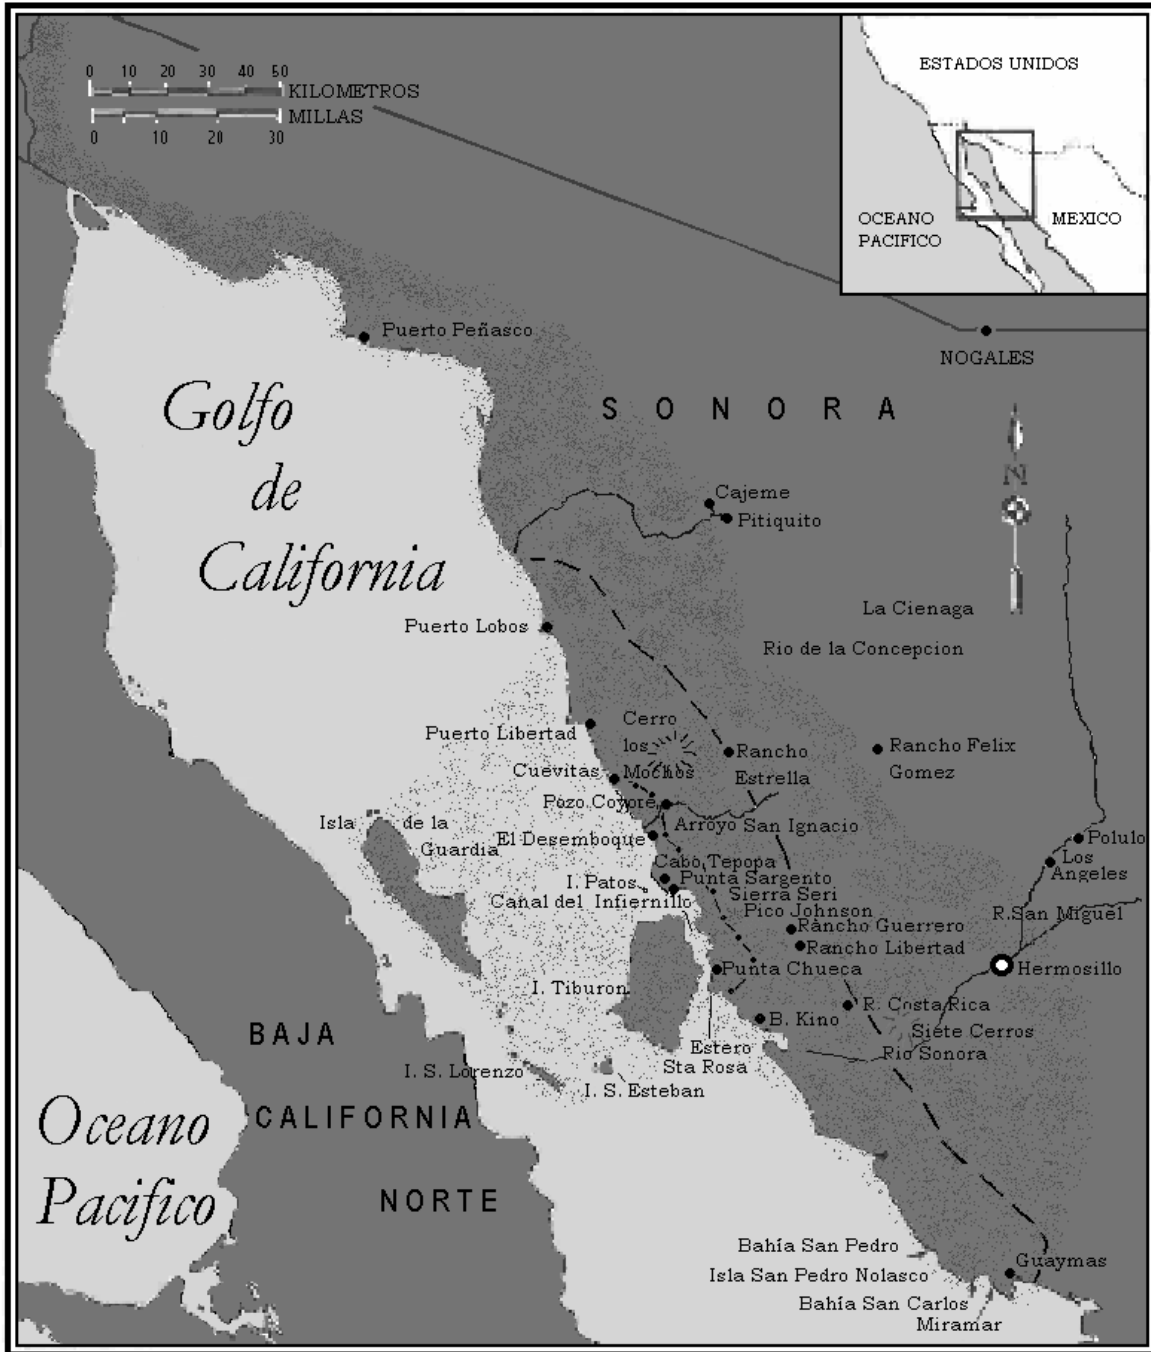 0 10 20 30 40 50
KILOMETROS
MILLAS
0 10 20 30
ESTADOS UNIDOS
OCEANO
PACIFICO
MEXICO
Puerto Peñasco
NOGALES
Golfo
de
California
SONORA
N
Cajeme
Pitiquito
La Cienaga
Rio de la Concepcion
Puerto Lobos
Puerto Libertad
Cerro
los
Mochos
Cuevitas
Rancho
Estrella
Rancho Felix
Gomez
Pozo Coyote
Isla de la
Guardia
Arroyo San Ignacio
El Desemboque
Polulo
Los
Angeles
Cabo Tepopa
I. Patos
Punta Sargento
Canal del Infiernillo
Sierra Seri
Pico Johnson
R.San Miguel
Rancho Guerrero
Rancho Libertad
Hermosillo
Punta Chueca
I. Tiburon
R. Costa Rica
B. Kino
Siete Cerros
Rio Sonora
Estero
Sta Rosa
BAJA
CALIFORNIA
NORTE
I. S. Lorenzo
I. S. Esteban
Oceano
Pacifico
Bahía San Pedro
Guaymas
Isla San Pedro Nolasco
Bahía San Carlos
Miramar